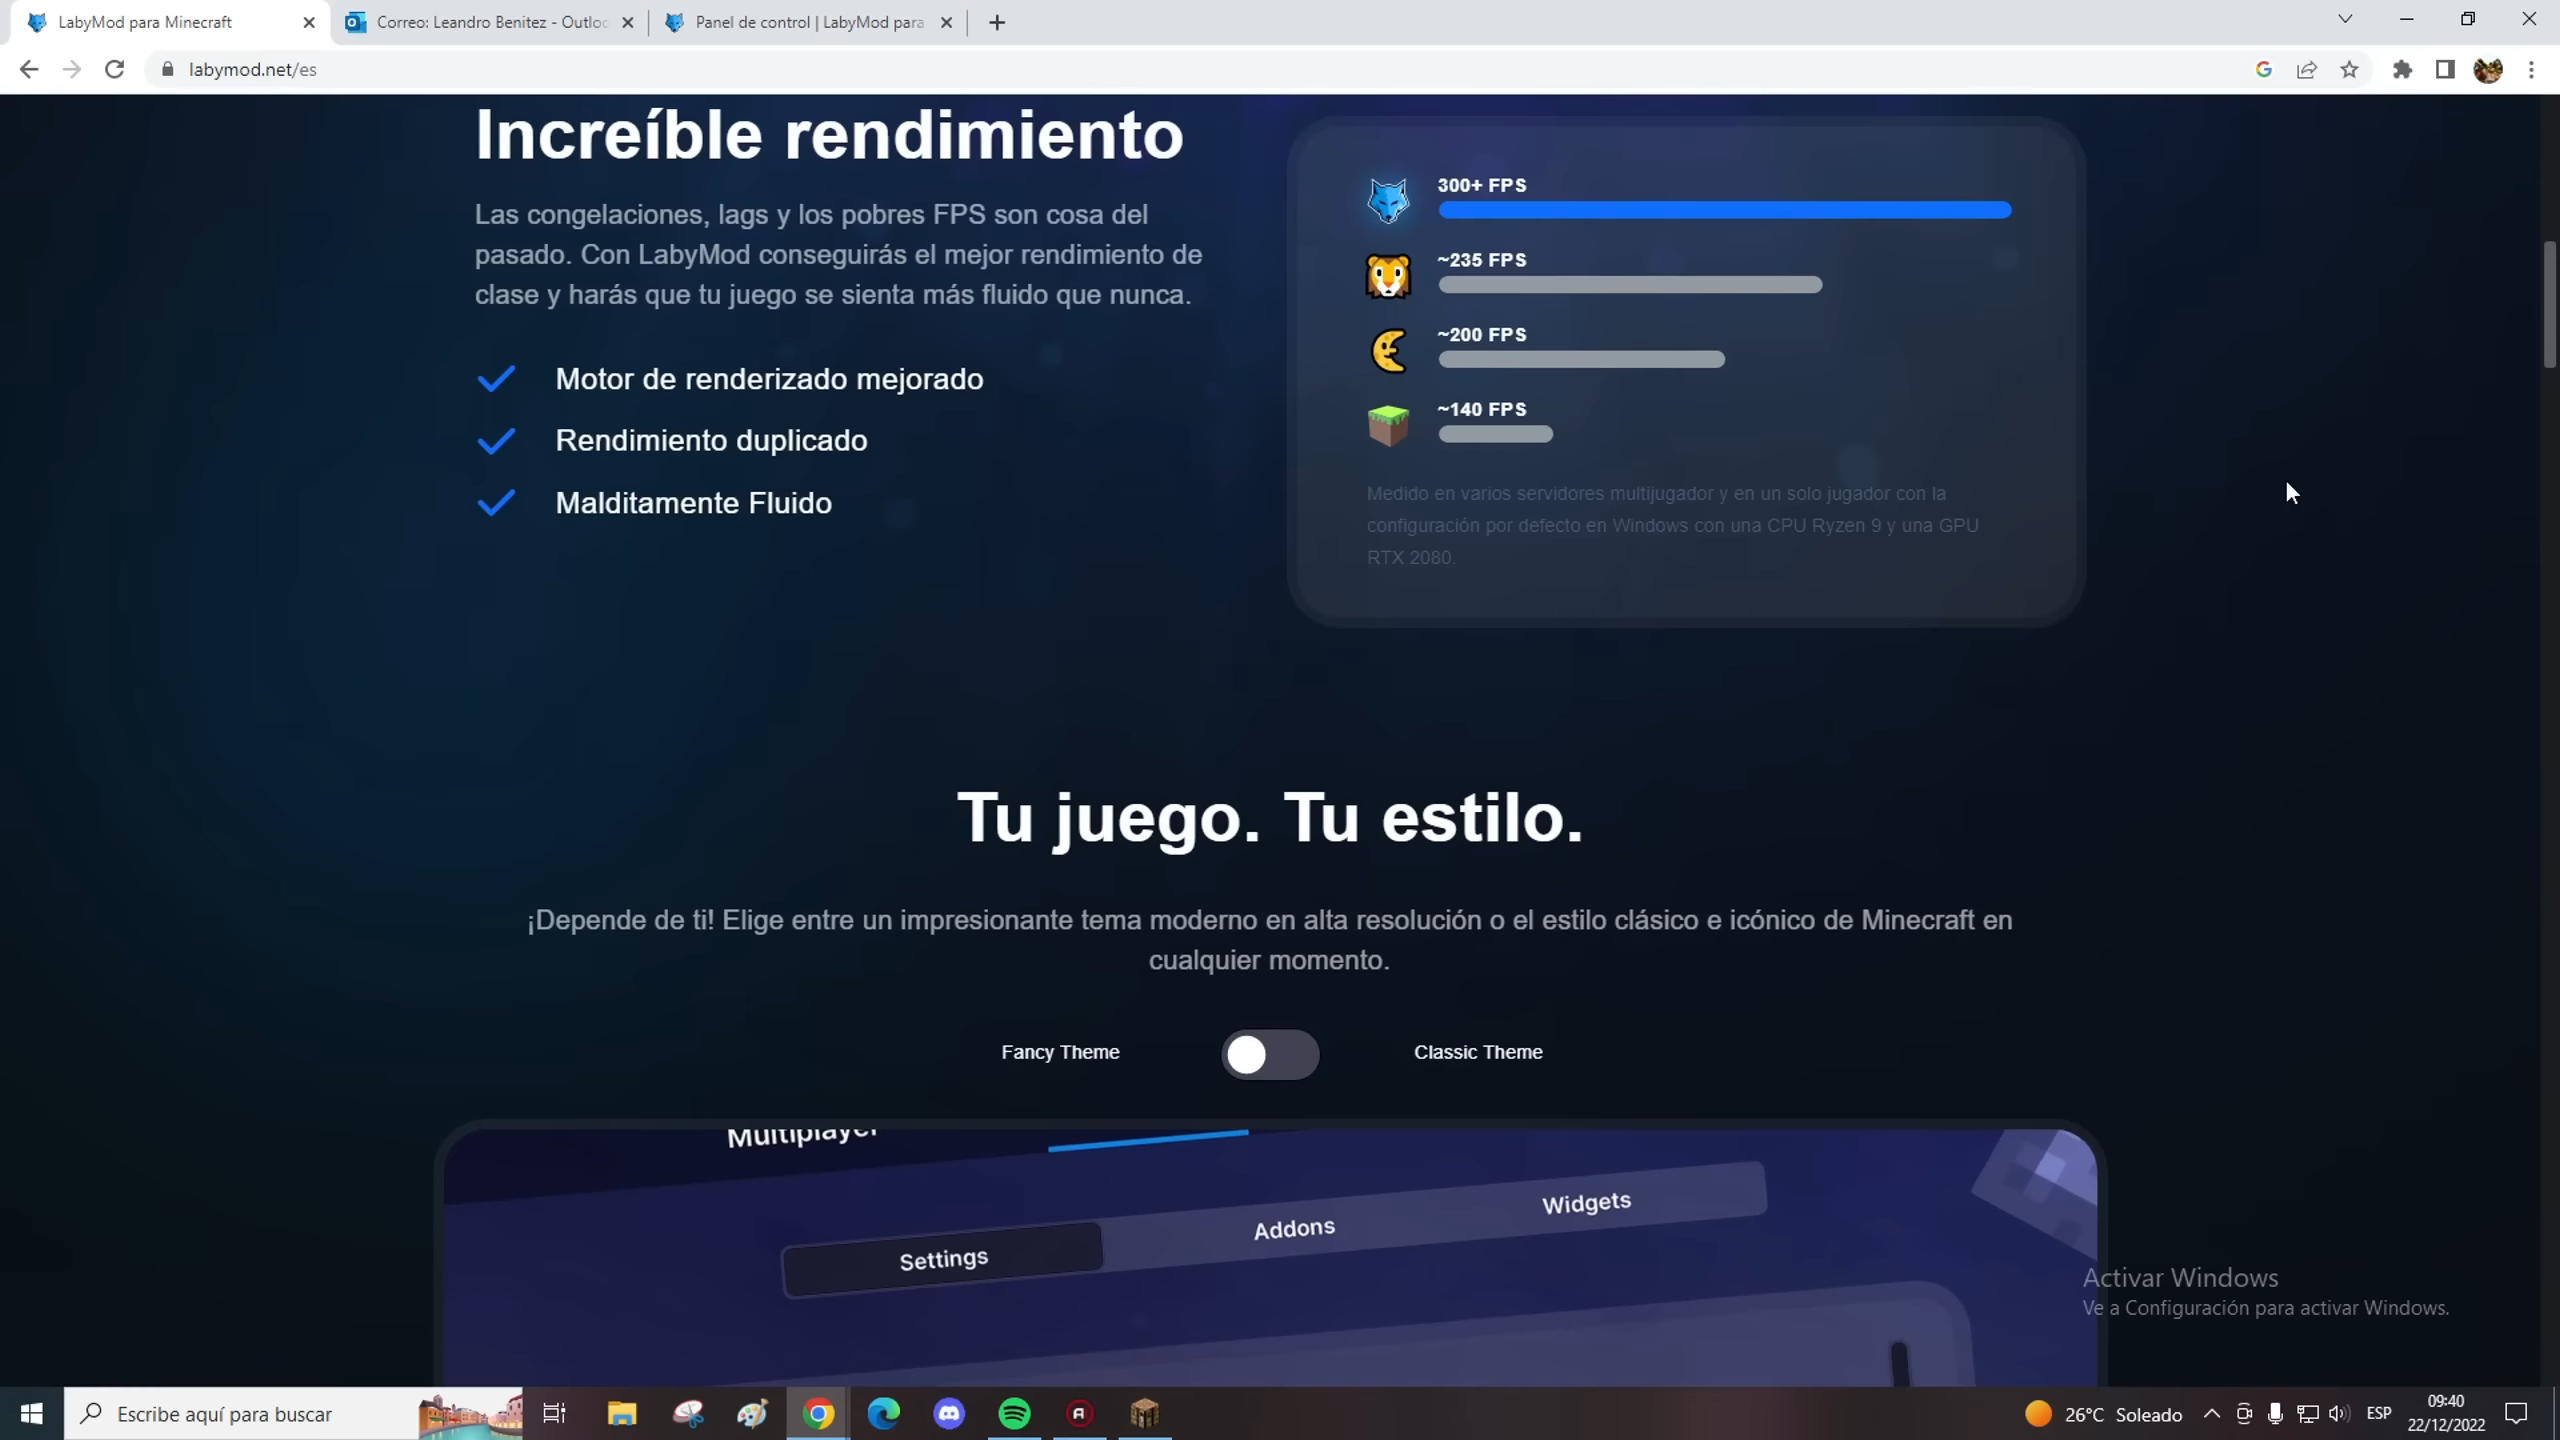 LabyMod para Minecraft
Correo: Leandro Benitez - Outlo
Panel de control | LabyMod para
labymod.net/es
Increíble rendimiento
Las congelaciones, lags y los pobres FPS son cosa del
pasado. Con LabyMod conseguirás el mejor rendimiento de
clase y harás que tu juego se sienta más fluido que nunca.
Motor de renderizado mejorado
Rendimiento duplicado
Malditamente Fluido
300+ FPS
~235 FPS
~200 FPS
~140 FPS
Medido en varios servidores multijugador y en un solo jugador con la
configuración por defecto en Windows con una CPU Ryzen 9 y una GPU
RTX 2080.
Tu juego. Tu estilo.
¡Depende de ti! Elige entre un impresionante tema moderno en alta resolución o el estilo clásico e icónico de Minecraft en
cualquier momento.
Fancy Theme
Classic Theme
Multiplayer
Settings
Addons
Widgets
Activar Windows
Ve a Configuración para activar Windows.
Escribe aquí para buscar
26°C Soleado
ESP
09:40
22/12/2022